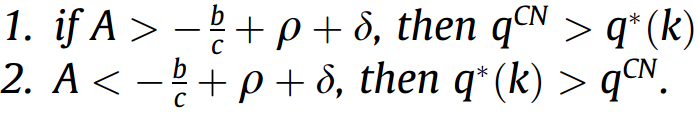 1. if A > −b/c + ρ + δ, then q^{CN} > q*(k)
2. A < −b/c + ρ + δ, then q*(k) > q^{CN}.